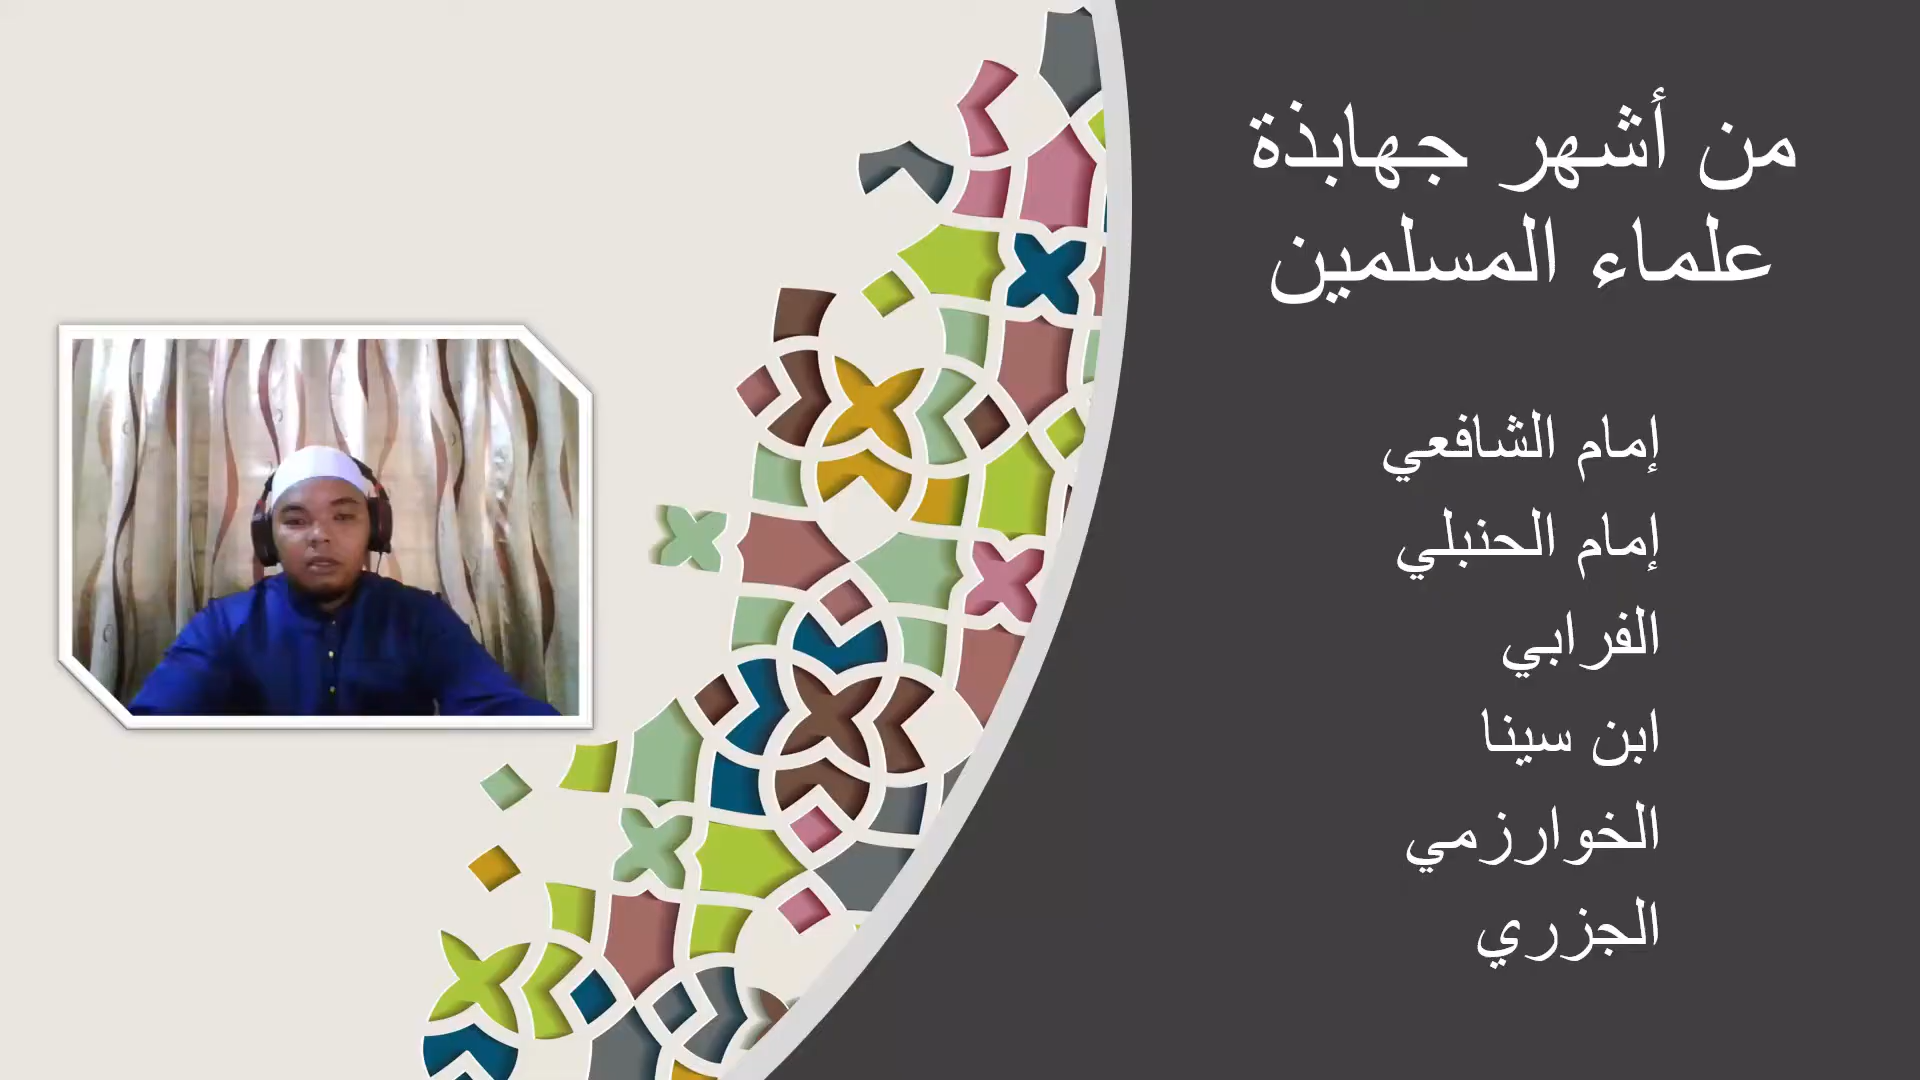 من أشهر جهابذة
علماء المسلمين
إمام الشافعي
إمام الحنبلي
الفرابي
ابن سينا
الخوارزمي
الجزري